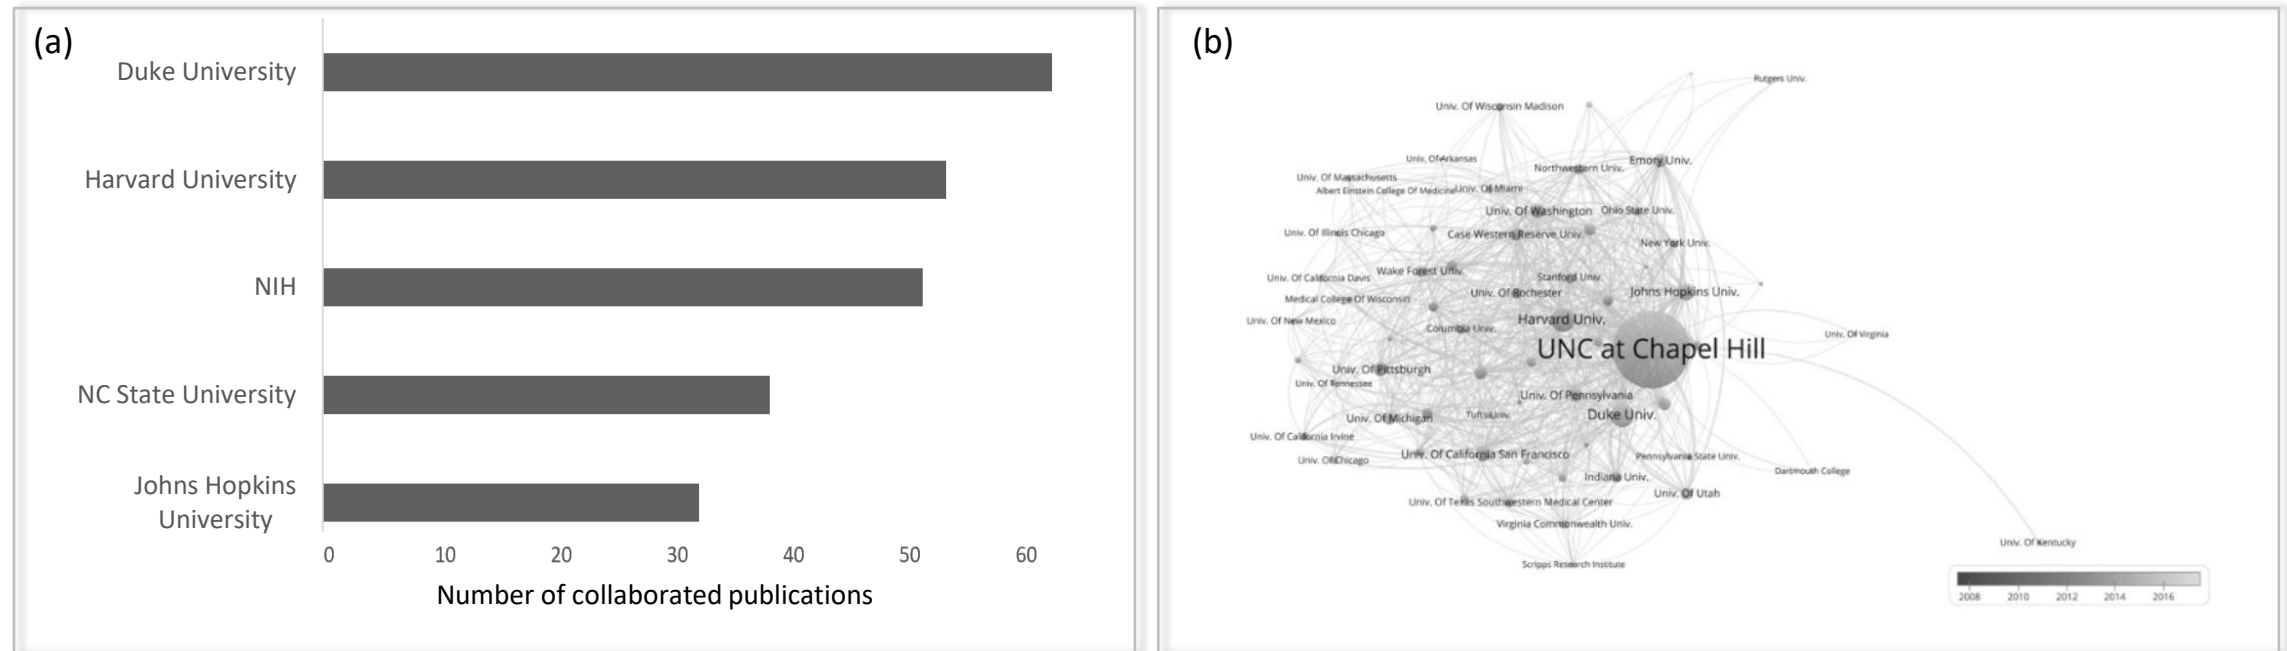 (a)
Duke University
Harvard University
NIH
NC State University
Johns Hopkins
University
0 10 20 30 40 50 60
Number of collaborated publications
(b)
Rutgers Univ.
Univ. Of Wisconsin Madison
Univ. Of Arkansas
Northwestern Univ.
Emory Univ.
Univ. Of Massachusetts
Albert Einstein College Of Medicine
Univ. Of Miami
Univ. Of Washington
Ohio State Univ.
Univ. Of Illinois Chicago
Case Western Reserve Univ.
New York Univ.
Wake Forest Univ.
Univ. Of California Davis
Stanford Univ.
Univ. Of Rochester
Johns Hopkins Univ.
Medical College Of Wisconsin
Univ. Of New Mexico
Harvard Univ.
Columbia Univ.
Univ. Of Virginia
UNC at Chapel Hill
Univ. Of Pittsburgh
Univ. Of Tennessee
Univ. Of Pennsylvania
Univ. Of Michigan
Tufts Univ.
Duke Univ.
Univ. Of California Irvine
Univ. Of Chicago
Univ. Of California San Francisco
Pennsylvania State Univ.
Dartmouth College
Indiana Univ.
Univ. Of Utah
Univ. Of Texas Southwestern Medical Center
Virginia Commonwealth Univ.
Univ. Of Kentucky
Scripps Research Institute
2008 2010 2012 2014 2016